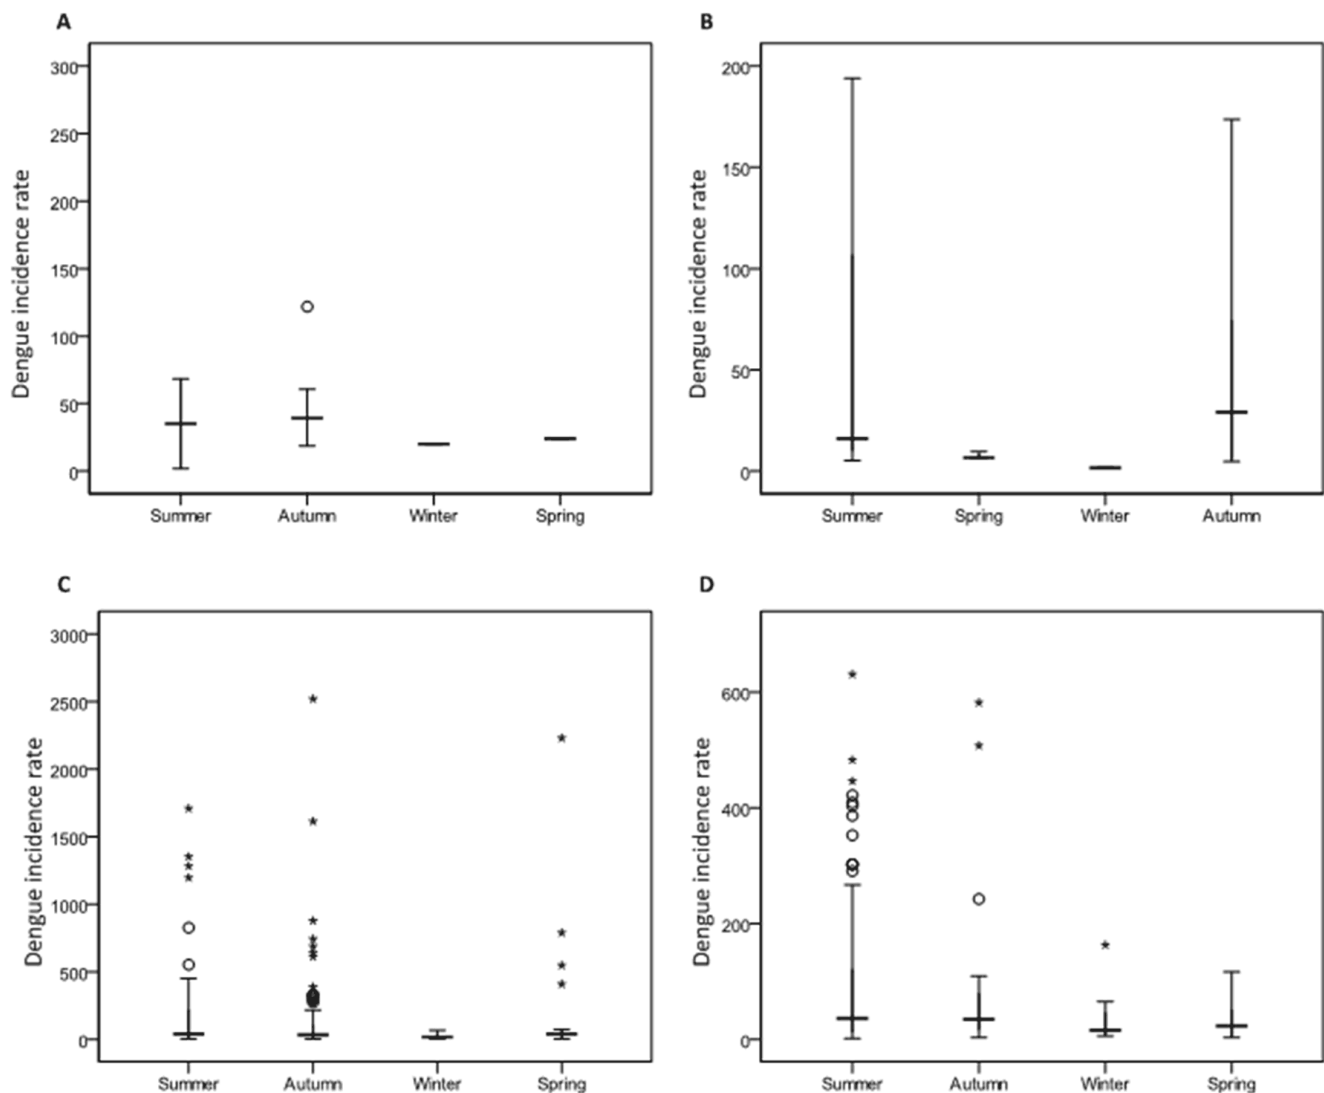 A
Dengue incidence rate
300
250
200
150
100
50
0
Summer Autumn Winter Spring
B
Dengue incidence rate
200
150
100
50
0
Summer Spring Winter Autumn
C
Dengue incidence rate
3000
2500
2000
1500
1000
500
0
Summer Autumn Winter Spring
D
Dengue incidence rate
600
400
200
0
Summer Autumn Winter Spring